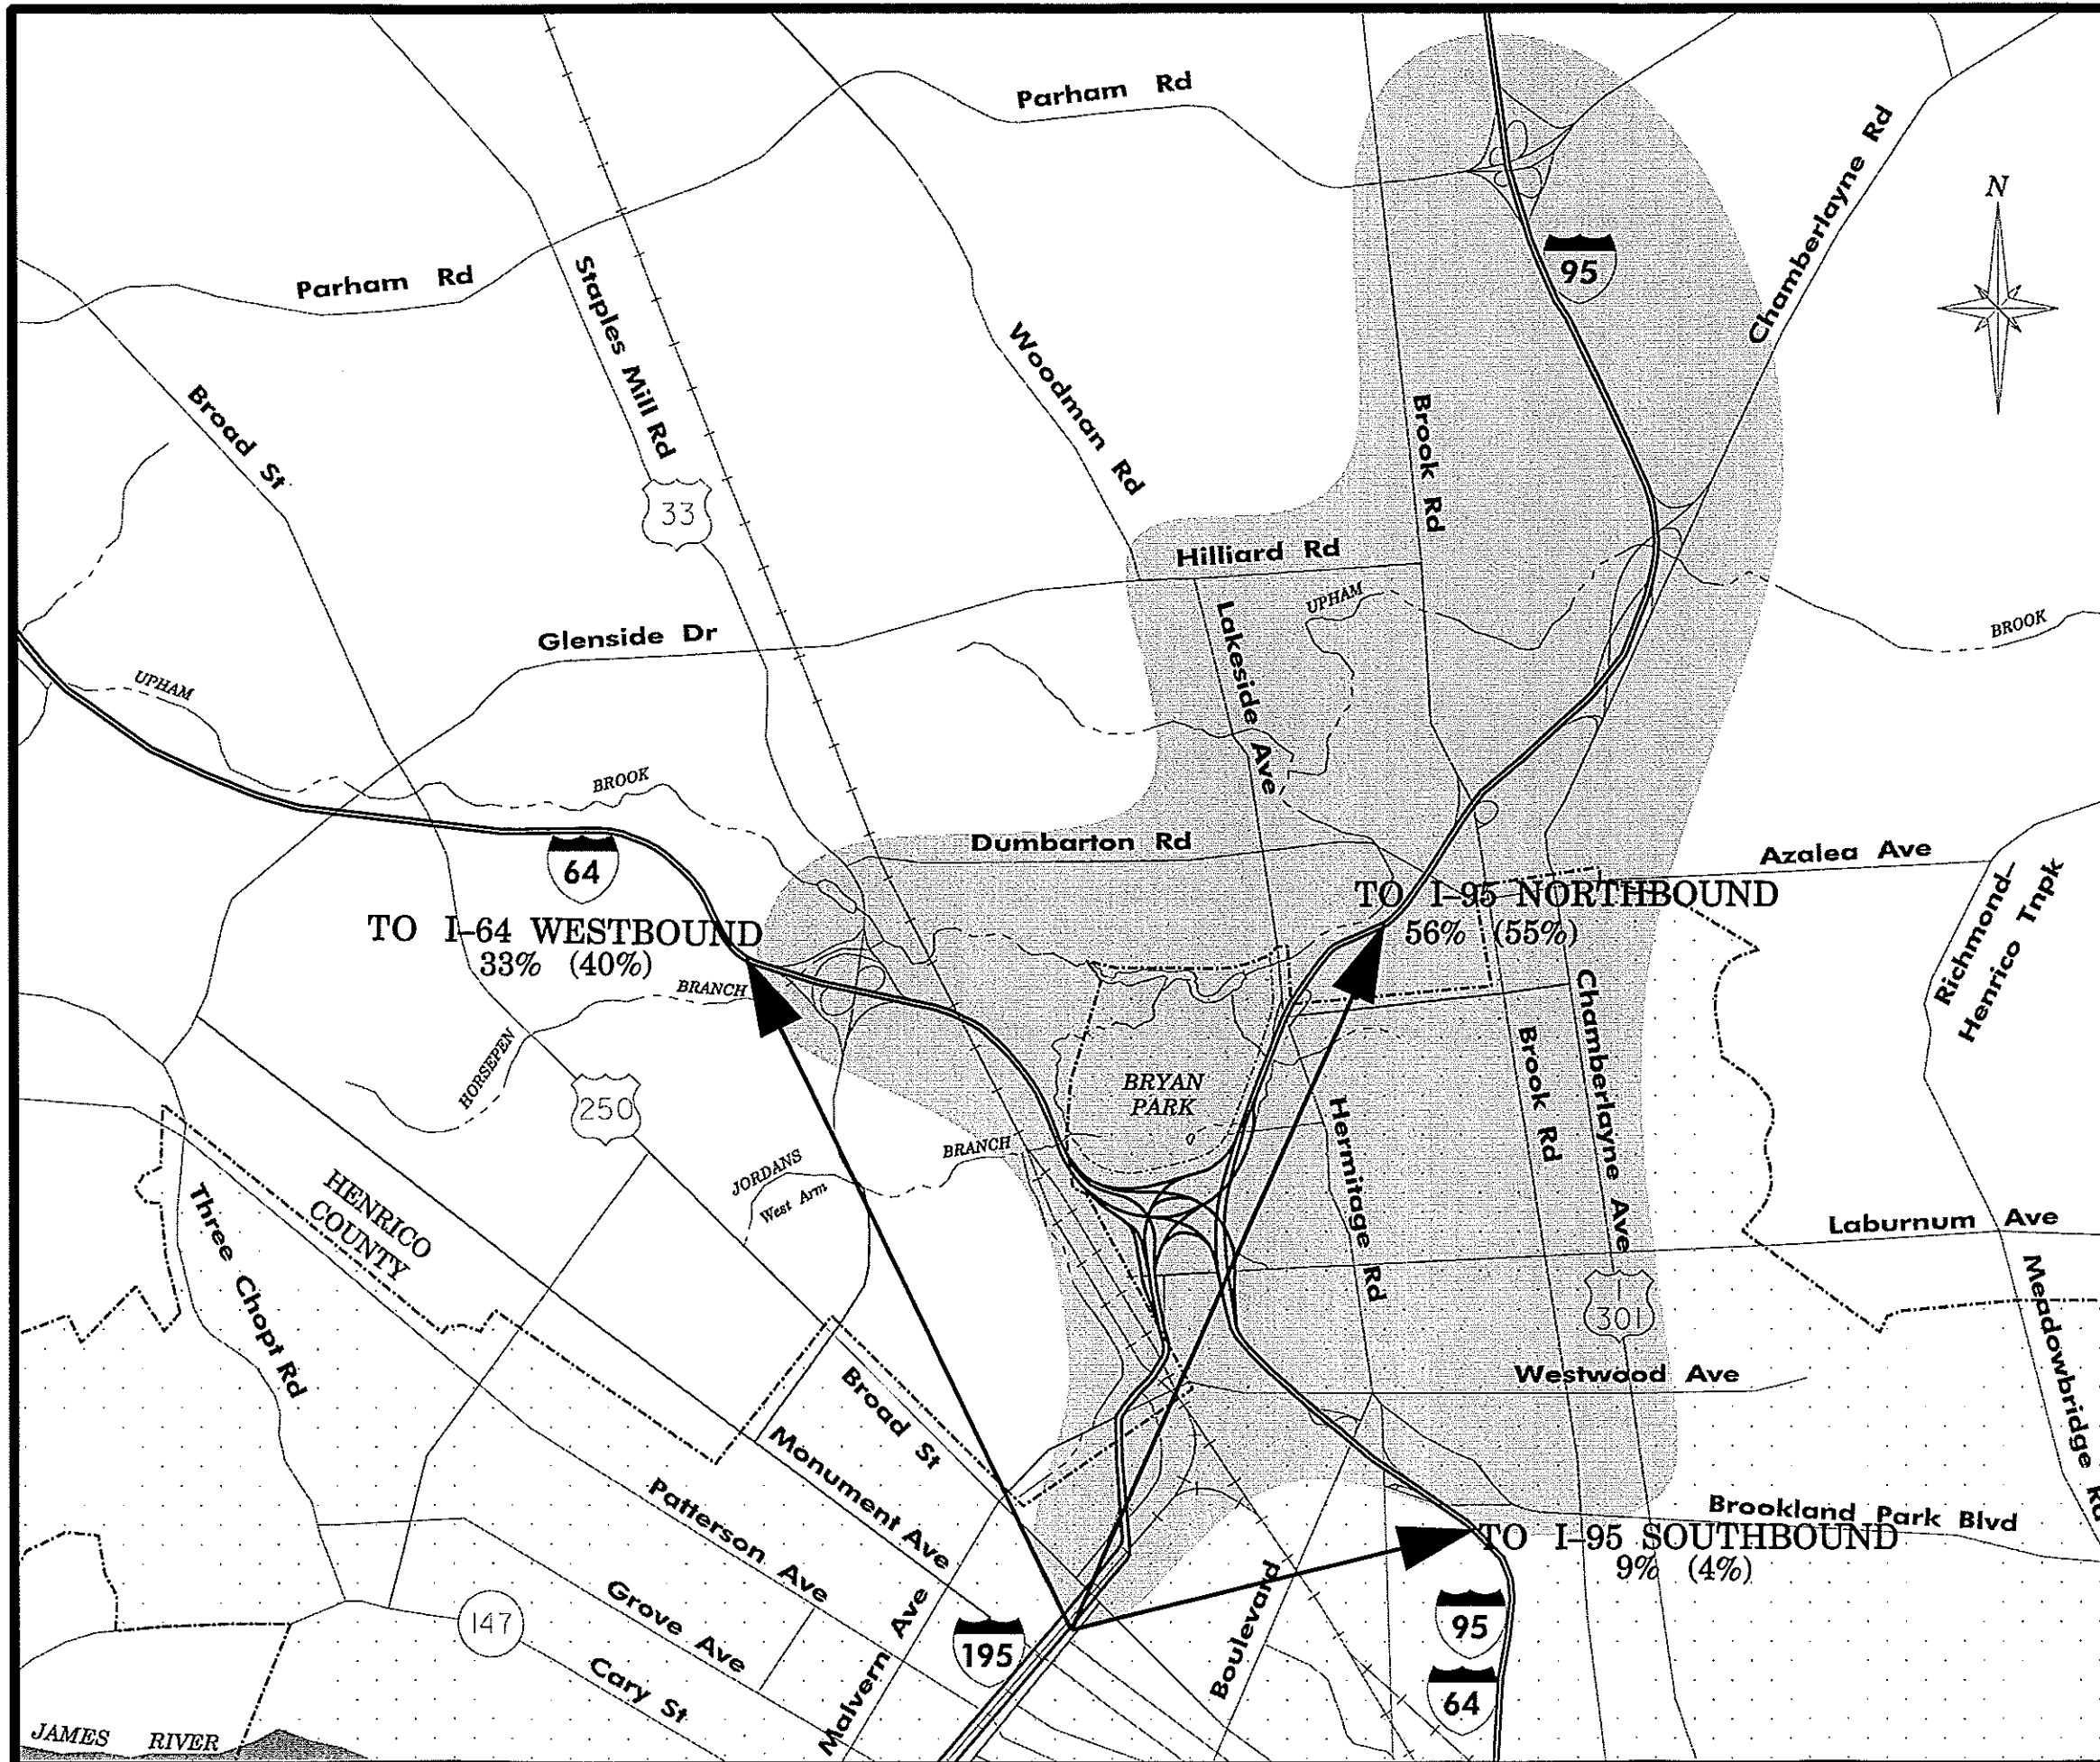 Parham Rd
N
Chamberlayne Rd
95
Parham Rd
Staples Mill Rd
Woodman Rd
Broad St
Brook Rd
33
Hilliard Rd
Glenside Dr
Lakeside Ave
UPHAM
BROOK
UPHAM
BROOK
Dumbarton Rd
Azalea Ave
64
TO I-95 NORTHBOUND
56% (55%)
TO I-64 WESTBOUND
33% (40%)
Richmond-
Henrico Tnpk
BRANCH
HORSEPEN
Chamberlayne Ave
Brook Rd
BRYAN
PARK
250
Hermitage Rd
BRANCH
JORDANS
West Arm
HENRICO
COUNTY
Three Chopt Rd
Laburnum Ave
Meadowbridge Rd
1
301
Westwood Ave
Broad St
Monument Ave
Patterson Ave
Brookland Park Blvd
TO I-95 SOUTHBOUND
9% (4%)
Grove Ave
Malvern Ave
Boulevard
147
195
95
64
Cary St
JAMES RIVER